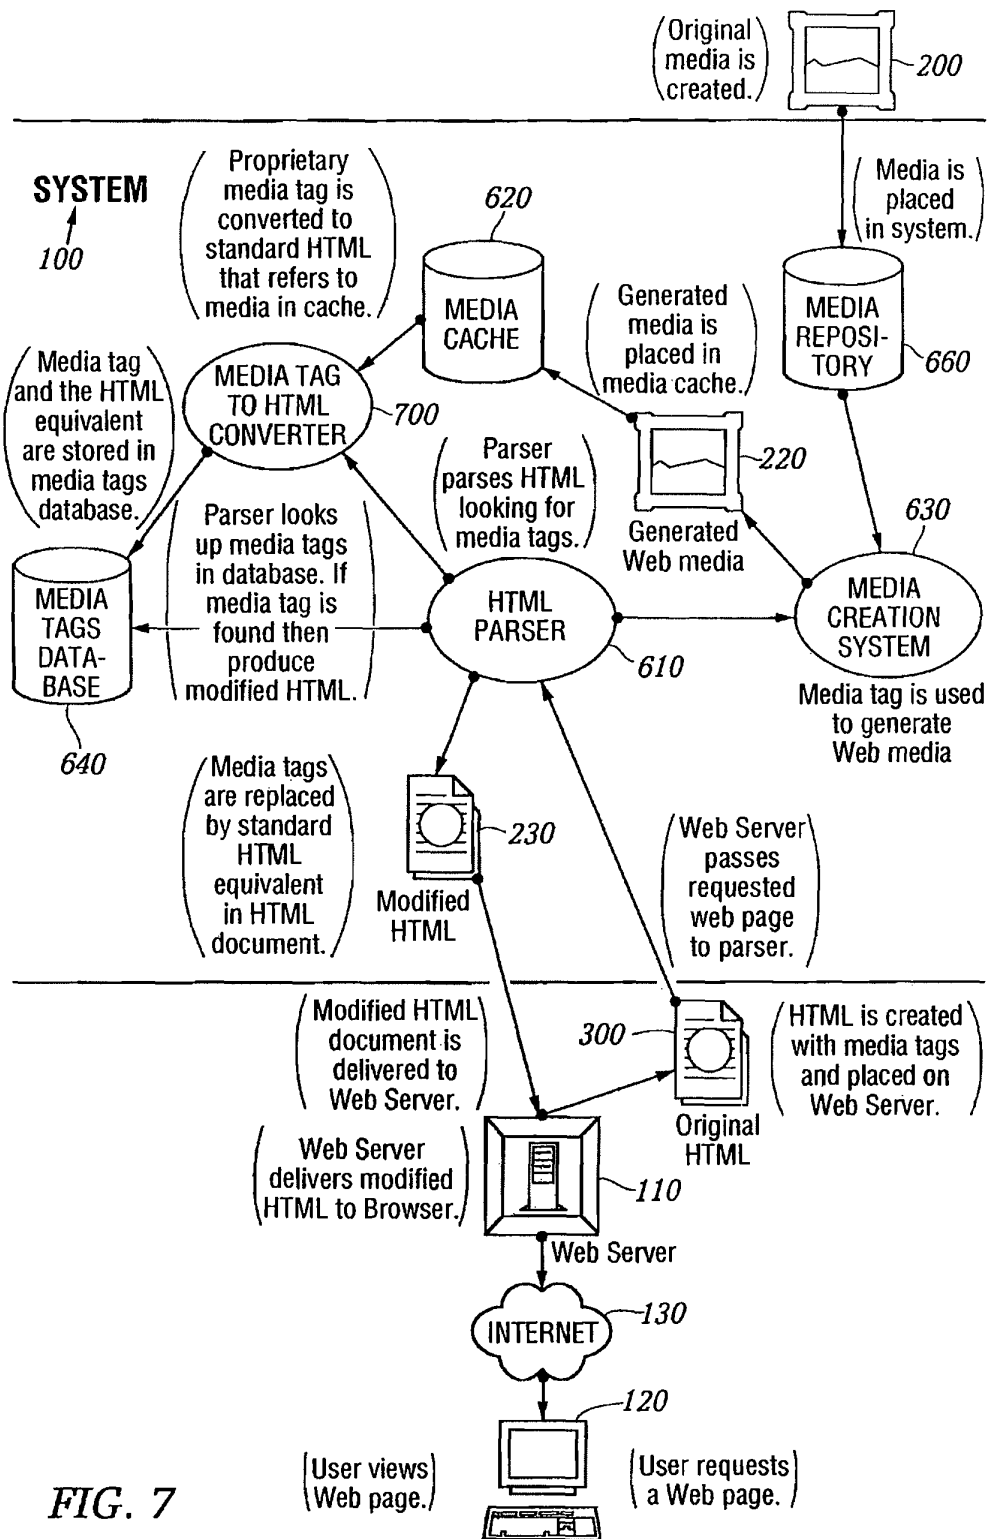 (Original
media is
created.)
200
SYSTEM
100
(Proprietary
media tag is
converted to
standard HTML
that refers to
media in cache.)
620
MEDIA
CACHE
(Media is
placed
in system.)
MEDIA
REPOSI-
TORY
660
(Generated
media is
placed in
media cache.)
(Media tag
and the HTML
equivalent
are stored in
media tags
database.)
MEDIA TAG
TO HTML
CONVERTER
700
220
Generated
Web media
(Parser
parses HTML
looking for
media tags.)
(Parser looks
up media tags
in database. If
media tag is
found then
produce
modified HTML.)
630
MEDIA
CREATION
SYSTEM
Media tag is used
to generate
Web media
HTML
PARSER
610
MEDIA
TAGS
DATA-
BASE
640
(Media tags
are replaced
by standard
HTML
equivalent
in HTML
document.)
230
Modified
HTML
(Web Server
passes
requested
web page
to parser.)
(Modified HTML
document is
delivered to
Web Server.)
300
Original
HTML
(HTML is created
with media tags
and placed on
Web Server.)
(Web Server
delivers modified
HTML to Browser.)
110
Web Server
INTERNET
130
120
(User views
Web page.)
(User requests
a Web page.)
FIG. 7